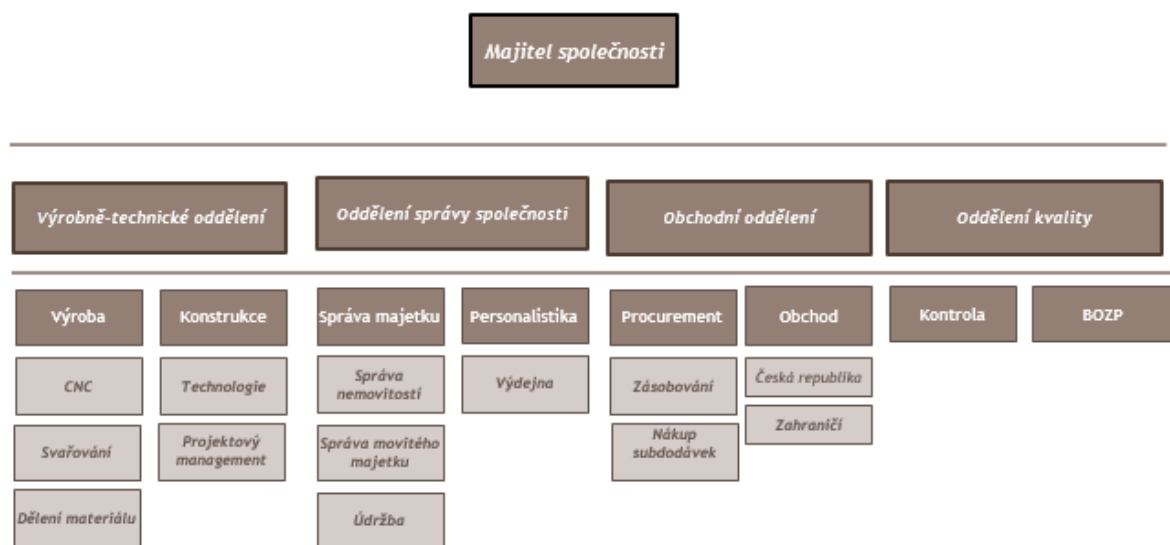 Majitel společnosti
Výrobně-technické oddělení
Oddělení správy společnosti
Obchodní oddělení
Oddělení kvality
Výroba
Konstrukce
Správa majetku
Personalistika
Procurement
Obchod
Kontrola
BOZP
CNC
Technologie
Správa
nemovitostí
Výdejna
Zásobování
Česká republika
Svařování
Projektový
management
Správa movitého
majetku
Nákup
subdodávek
Zahraničí
Dělení materiálu
Údržba